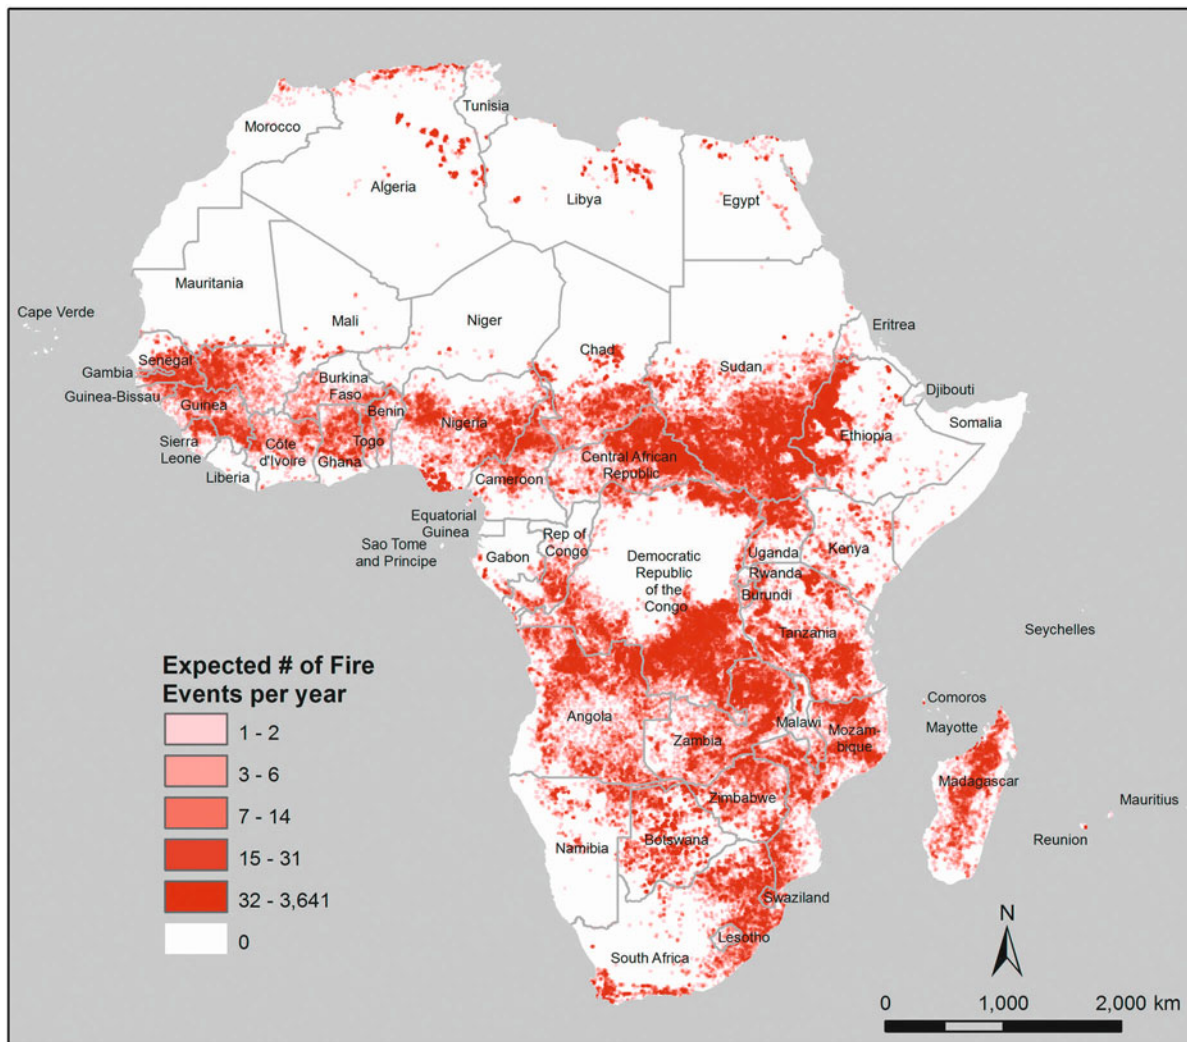 Morocco
Tunisia
Algeria
Libya
Egypt
Mauritania
Cape Verde
Mali
Niger
Eritrea
Chad
Sudan
Senegal
Gambia
Burkina
Faso
Djibouti
Guinea-Bissau
Guinea
Benin
Nigeria
Somalia
Ethiopia
Sierra
Leone
Côte
d'Ivoire
Togo
Ghana
Central African
Republic
Liberia
Cameroon
Equatorial
Guinea
Sao Tome
and Principe
Gabon
Rep of
Congo
Democratic
Republic
of the
Congo
Uganda
Kenya
Rwanda
Burundi
Tanzania
Seychelles
Comoros
Mayotte
Angola
Zambia
Malawi
Mozam-
bique
Madagascar
Mauritius
Reunion
Zimbabwe
Namibia
Botswana
Swaziland
Lesotho
South Africa
Expected # of Fire
Events per year
1 - 2
3 - 6
7 - 14
15 - 31
32 - 3,641
0
N
0 1,000 2,000 km